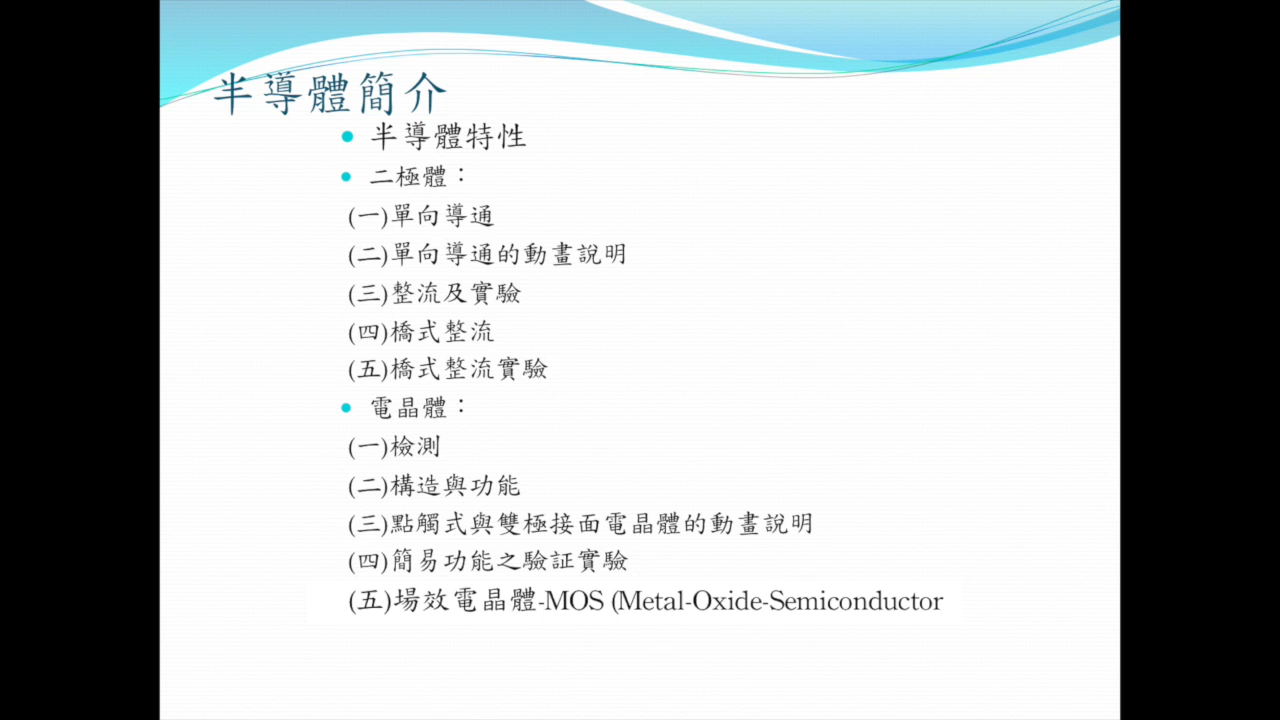 半導體簡介
半導體特性
二極體：
(一)單向導通
(二)單向導通的動畫說明
(三)整流及實驗
(四)橋式整流
(五)橋式整流實驗
電晶體：
(一)檢測
(二)構造與功能
(三)點觸式與雙極接面電晶體的動畫說明
(四)簡易功能之驗証實驗
(五)場效電晶體-MOS (Metal-Oxide-Semiconductor